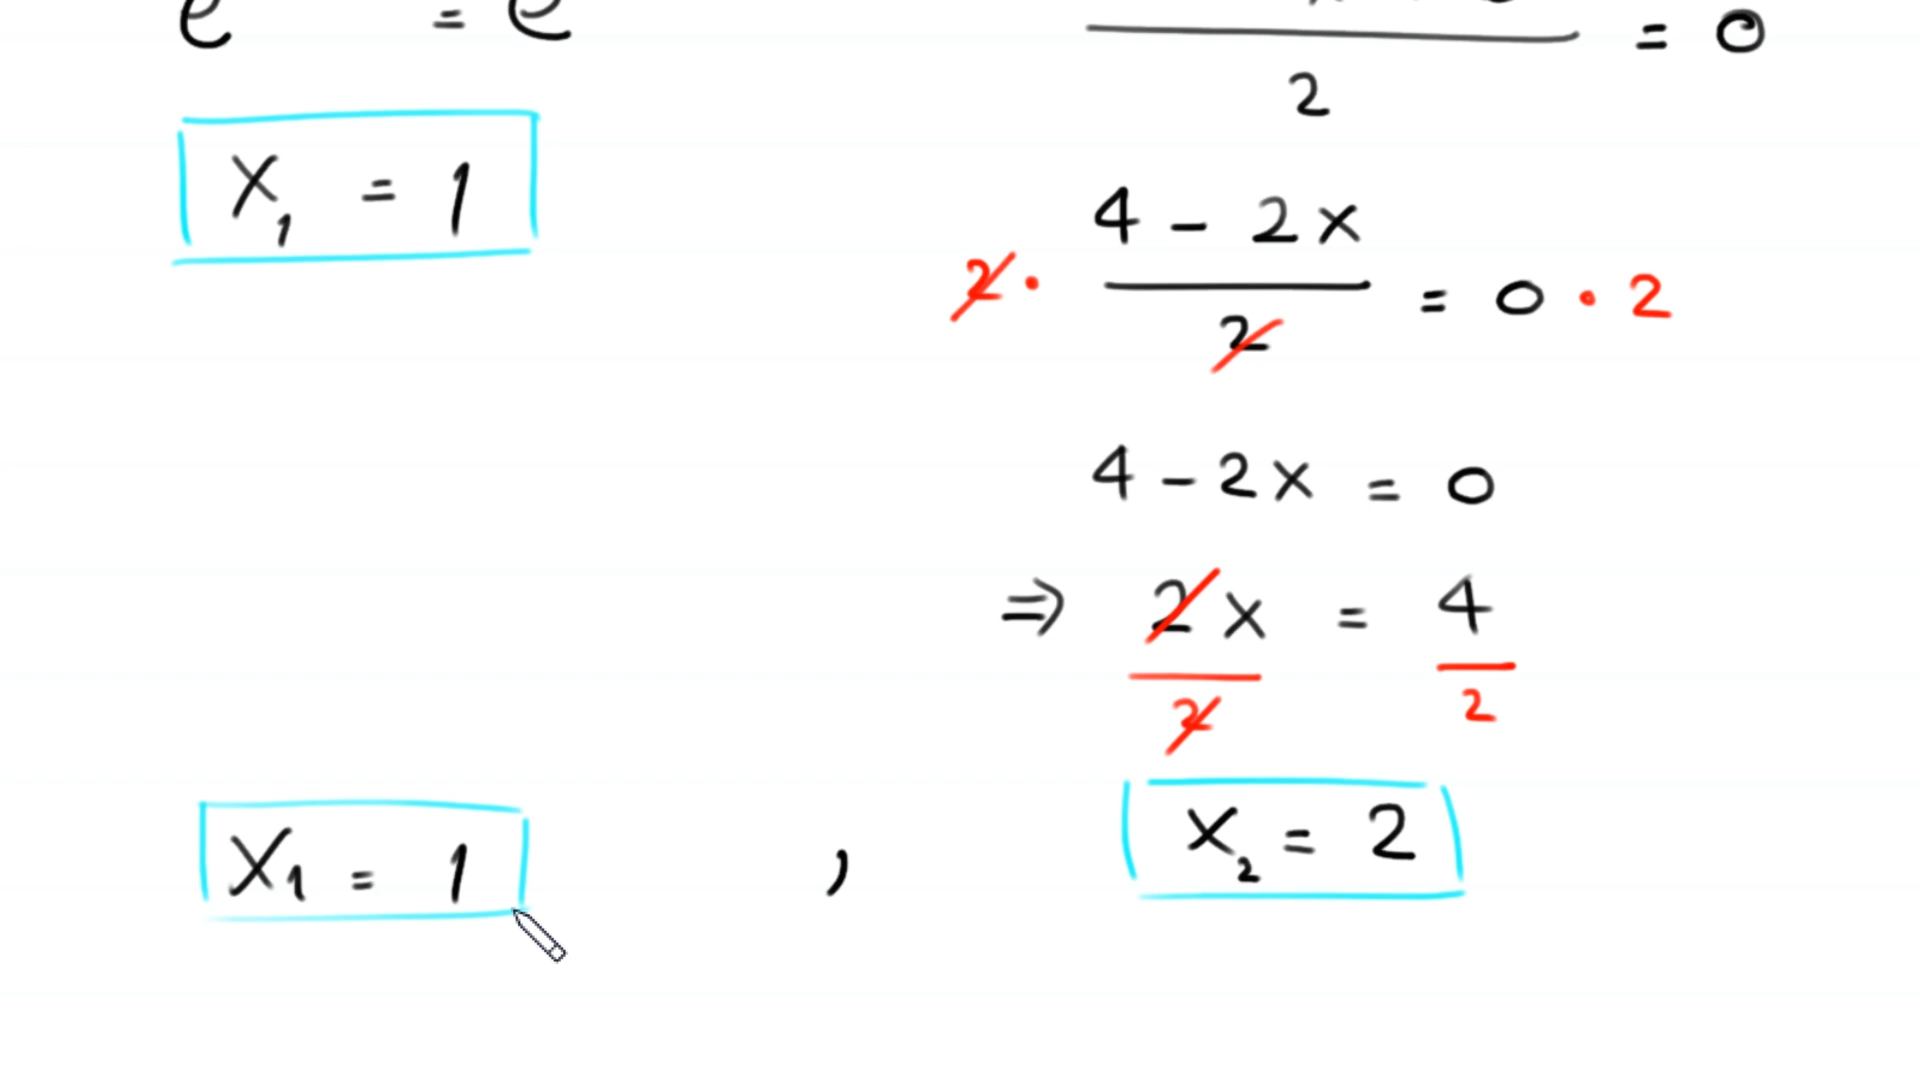 e = e
= 0
2
X₁ = 1
2 · (4 - 2x)/2 = 0 · 2
4 - 2x = 0
⇒ 2x/2 = 4/2
X₁ = 1 , x₂ = 2